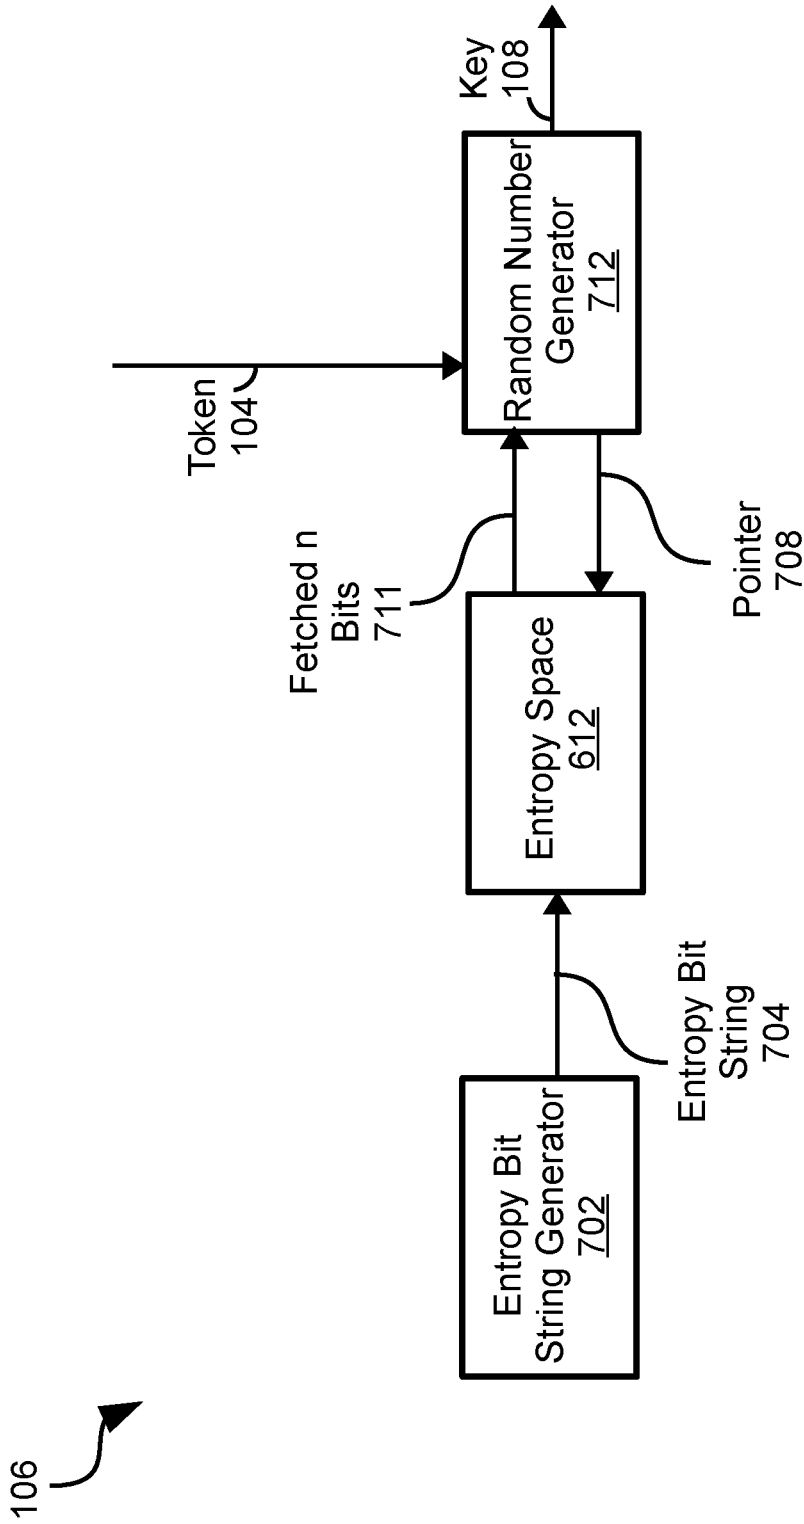 106
Entropy Bit
String Generator
702
Entropy Bit
String
704
Entropy Space
612
Fetched n
Bits
711
Pointer
708
Token
104
Random Number
Generator
712
Key
108